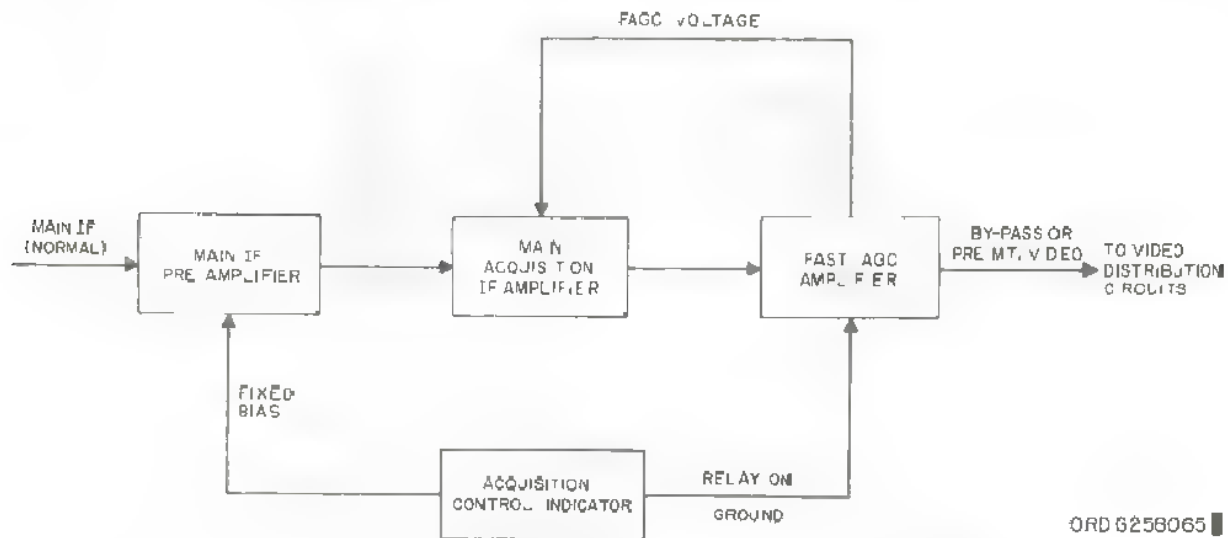 FAGC VOLTAGE
MAIN IF
(NORMAL)
MAIN IF
PRE AMPLIFIER
MAIN
ACQUISITION
IF AMPLIFIER
FAST AGC
AMPLIFIER
BY-PASS OR
PRE MTI VIDEO
TO VIDEO
DISTRIBUTION
CIRCUITS
FIXED
BIAS
ACQUISITION
CONTROL INDICATOR
RELAY ON
GROUND
ORD G258065